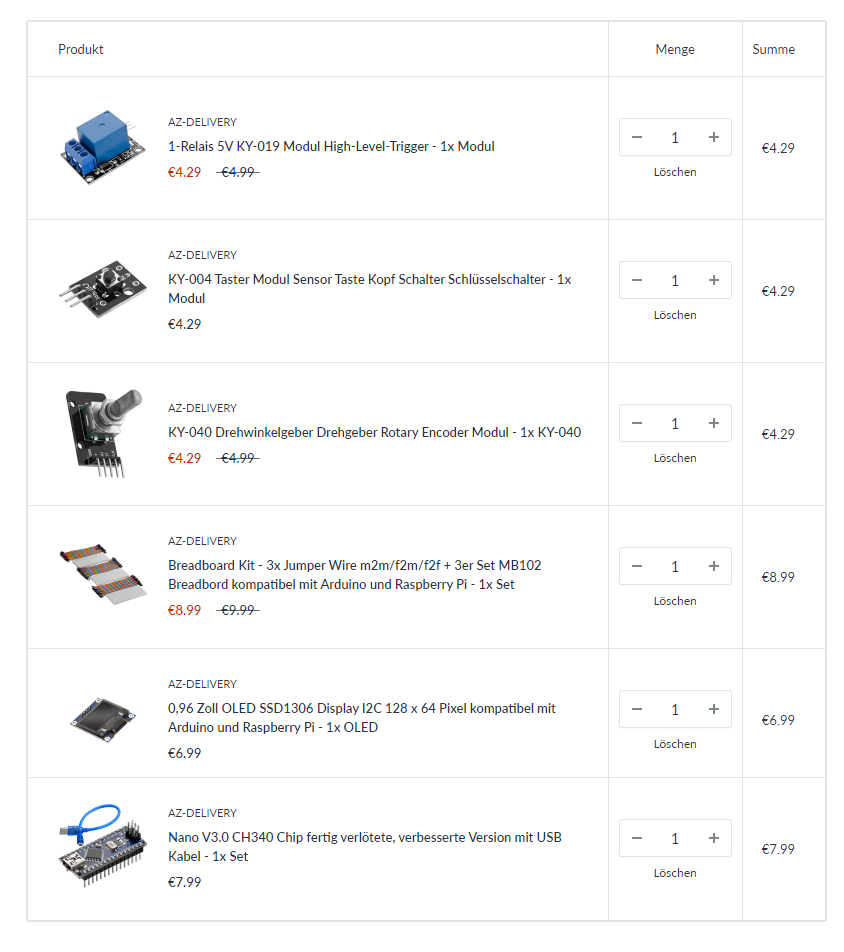 Produkt
Menge
Summe
AZ-DELIVERY
1-Relais 5V KY-019 Modul High-Level-Trigger - 1x Modul
€4.29 €4.99
1
Löschen
€4.29
AZ-DELIVERY
KY-004 Taster Modul Sensor Taste Kopf Schalter Schlüsselschalter - 1x
Modul
€4.29
1
Löschen
€4.29
AZ-DELIVERY
KY-040 Drehwinkelgeber Drehgeber Rotary Encoder Modul - 1x KY-040
€4.29 €4.99
1
Löschen
€4.29
AZ-DELIVERY
Breadboard Kit - 3x Jumper Wire m2m/f2m/f2f + 3er Set MB102
Breadbord kompatibel mit Arduino und Raspberry Pi - 1x Set
€8.99 €9.99
1
Löschen
€8.99
AZ-DELIVERY
0,96 Zoll OLED SSD1306 Display I2C 128 x 64 Pixel kompatibel mit
Arduino und Raspberry Pi - 1x OLED
€6.99
1
Löschen
€6.99
AZ-DELIVERY
Nano V3.0 CH340 Chip fertig verlötete, verbesserte Version mit USB
Kabel - 1x Set
€7.99
1
Löschen
€7.99